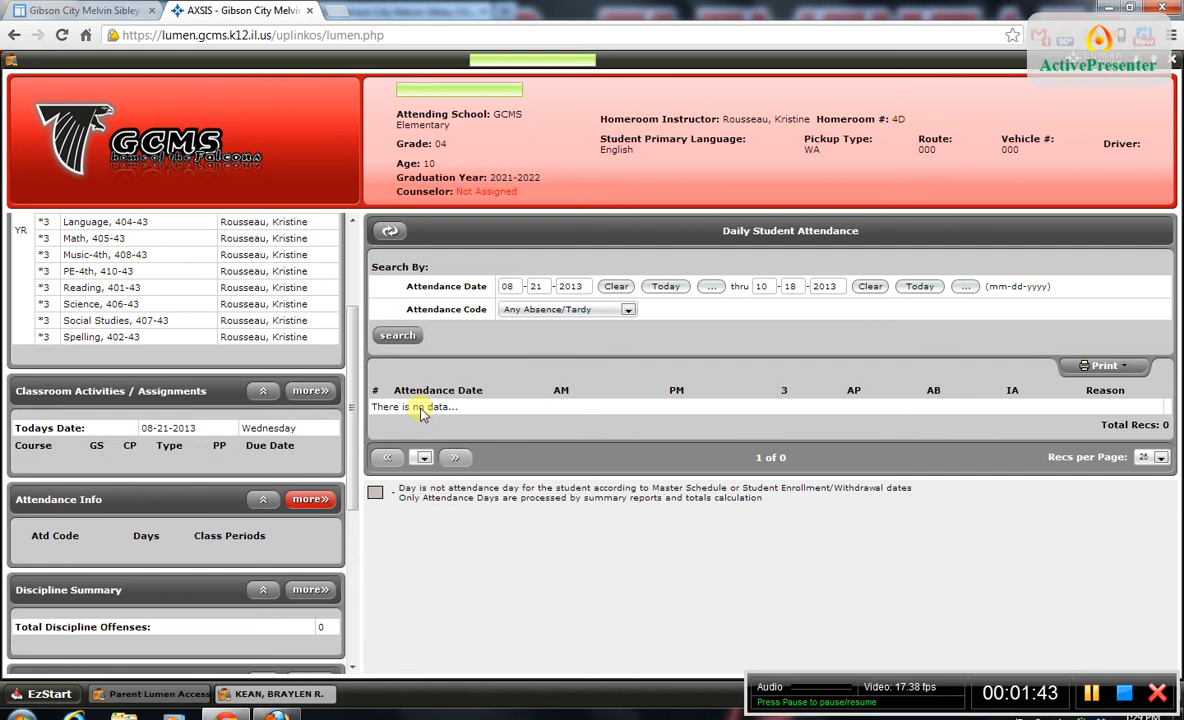 Gibson City Melvin Sibley
AXSIS - Gibson City Melvin
https://lumen.gcms.k12.il.us/uplinkos/lumen.php
ActivePresenter
GCMS
home of the Falcons
Attending School: GCMS
Elementary
Grade: 04
Age: 10
Graduation Year: 2021-2022
Counselor: Not Assigned
Homeroom Instructor: Rousseau, Kristine Homeroom #: 4D
Student Primary Language: Pickup Type: Route: Vehicle #: Driver:
English WA 000 000
YR
*3 Language, 404-43 Rousseau, Kristine
*3 Math, 405-43 Rousseau, Kristine
*3 Music-4th, 408-43 Rousseau, Kristine
*3 PE-4th, 410-43 Rousseau, Kristine
*3 Reading, 401-43 Rousseau, Kristine
*3 Science, 406-43 Rousseau, Kristine
*3 Social Studies, 407-43 Rousseau, Kristine
*3 Spelling, 402-43 Rousseau, Kristine
Classroom Activities / Assignments more»
Todays Date: 08-21-2013 Wednesday
Course GS CP Type PP Due Date
Attendance Info more»
Atd Code Days Class Periods
Discipline Summary more»
Total Discipline Offenses: 0
Daily Student Attendance
Search By:
Attendance Date 08 - 21 - 2013 Clear Today ... thru 10 - 18 - 2013 Clear Today ... (mm-dd-yyyy)
Attendance Code Any Absence/Tardy
search
Print
# Attendance Date AM PM 3 AP AB IA Reason
There is no data...
Total Recs: 0
« » 1 of 0 Recs per Page: 25
- Day is not attendance day for the student according to Master Schedule or Student Enrollment/Withdrawal dates
Only Attendance Days are processed by summary reports and totals calculation
EzStart Parent Lumen Access KEAN, BRAYLEN R.
Audio Video: 17.38 fps
Press Pause to pause/resume
00:01:43
1:29 PM